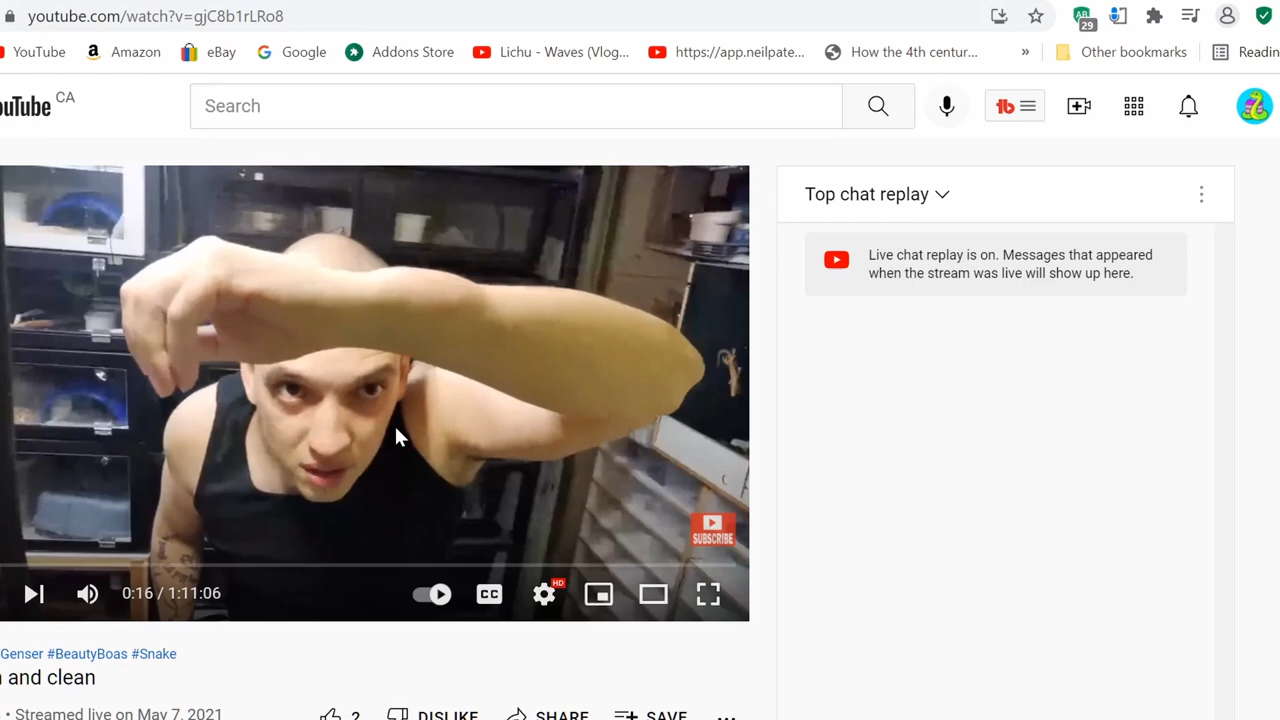 youtube.com/watch?v=gjC8b1rLRo8
29
YouTube Amazon eBay Google Addons Store Lichu - Waves (Vlog... https://app.neilpate... How the 4th centur... » Other bookmarks Readin
ouTube CA
Search
Top chat replay
Live chat replay is on. Messages that appeared
when the stream was live will show up here.
SUBSCRIBE
0:16 / 1:11:06
CC
HD
Genser #BeautyBoas #Snake
and clean
• Streamed live on May 7, 2021
2 DISLIKE SHARE SAVE ...